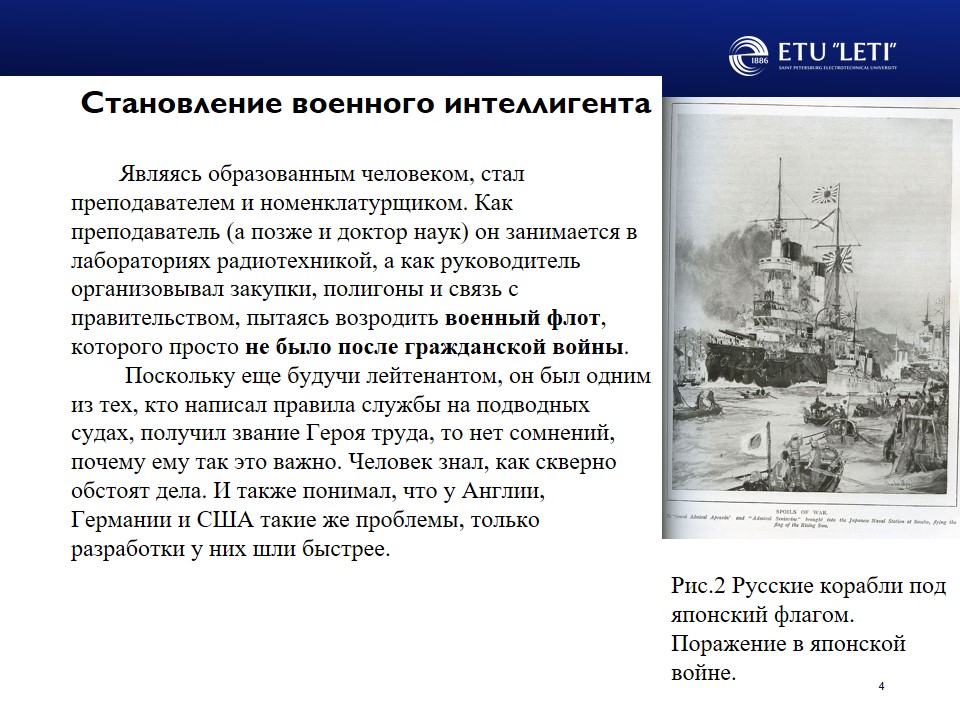 1886
ETU "LETI"
SAINT PETERSBURG ELECTROTECHNICAL UNIVERSITY
Становление военного интеллигента
Являясь образованным человеком, стал
преподавателем и номенклатурщиком. Как
преподаватель (а позже и доктор наук) он занимается в
лабораториях радиотехникой, а как руководитель
организовывал закупки, полигоны и связь с
правительством, пытаясь возродить военный флот,
которого просто не было после гражданской войны.
Поскольку еще будучи лейтенантом, он был одним
из тех, кто написал правила службы на подводных
судах, получил звание Героя труда, то нет сомнений,
почему ему так это важно. Человек знал, как скверно
обстоят дела. И также понимал, что у Англии,
Германии и США такие же проблемы, только
разработки у них шли быстрее.
SPOILS OF WAR.
Admiral Apraxin" and "Admiral Seniavin" brought into the Japanese Naval Station at Sasebo, flying the
flag of the Rising Sun.
Рис.2 Русские корабли под
японский флагом.
Поражение в японской
войне.
4